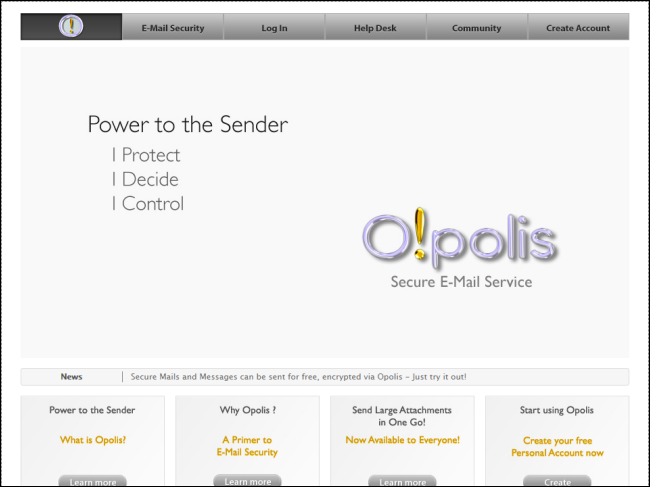 E-Mail Security
Log In
Help Desk
Community
Create Account
Power to the Sender
I Protect
I Decide
I Control
O!polis
Secure E-Mail Service
News
Secure Mails and Messages can be sent for free, encrypted via Opolis - Just try it out!
Power to the Sender
What is Opolis?
Learn more
Why Opolis ?
A Primer to
E-Mail Security
Learn more
Send Large Attachments
in One Go!
Now Available to Everyone!
Learn more
Start using Opolis
Create your free
Personal Account now
Create